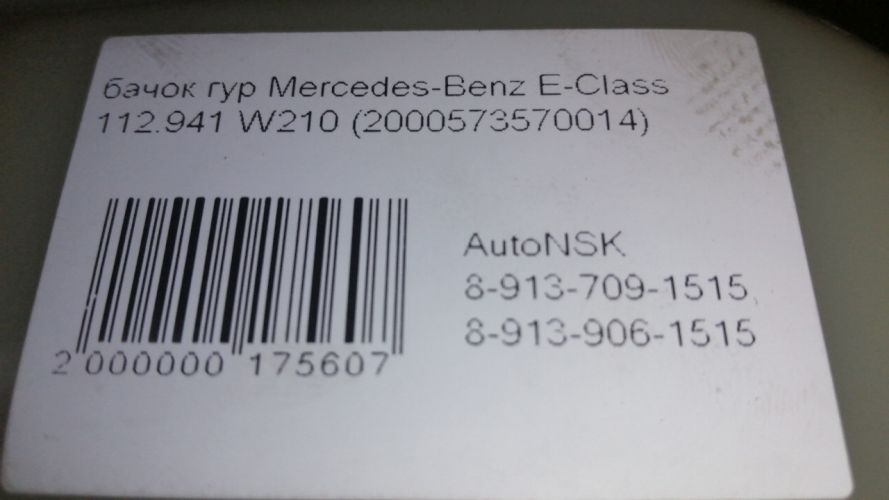 бачок гур Mercedes-Benz E-Class
112.941 W210 (2000573570014)
AutoNSK
8-913-709-1515,
8-913-906-1515
2 000000 175607